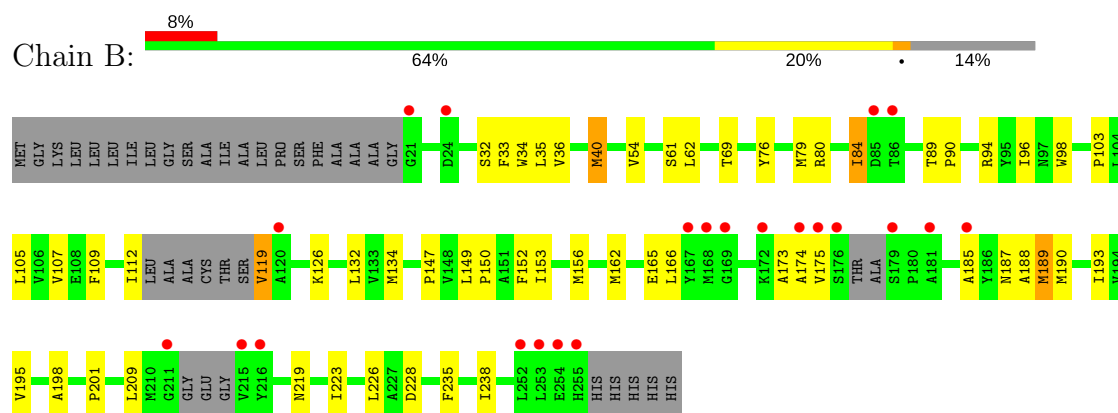 8%
Chain B:
64% 20% • 14%
MET GLY LYS LEU LEU LEU ILE LEU GLY SER ALA ILE ALA LEU PRO SER PHE ALA ALA ALA GLY G21 D24 S32 F33 W34 L35 V36 M40 V54 S61 L62 T69 Y76 M79 R80 I84 D85 T86 T89 P90 R94 Y95 I96 N97 W98 P103 L104
L105 V106 V107 E108 F109 I112 LEU ALA ALA CYS THR SER V119 A120 K126 L132 V133 M134 P147 V148 L149 P150 A151 F152 I153 M156 M162 E165 L166 Y167 M168 G169 K172 A173 A174 V175 S176 THR ALA S179 P180 A181 A185 Y186 N187 A188 M189 M190 I193 V194
V195 A198 P201 L209 M210 G211 GLY GLU GLY V215 Y216 N219 I223 L226 A227 D228 F235 I238 L252 L253 E254 H255 HIS HIS HIS HIS HIS